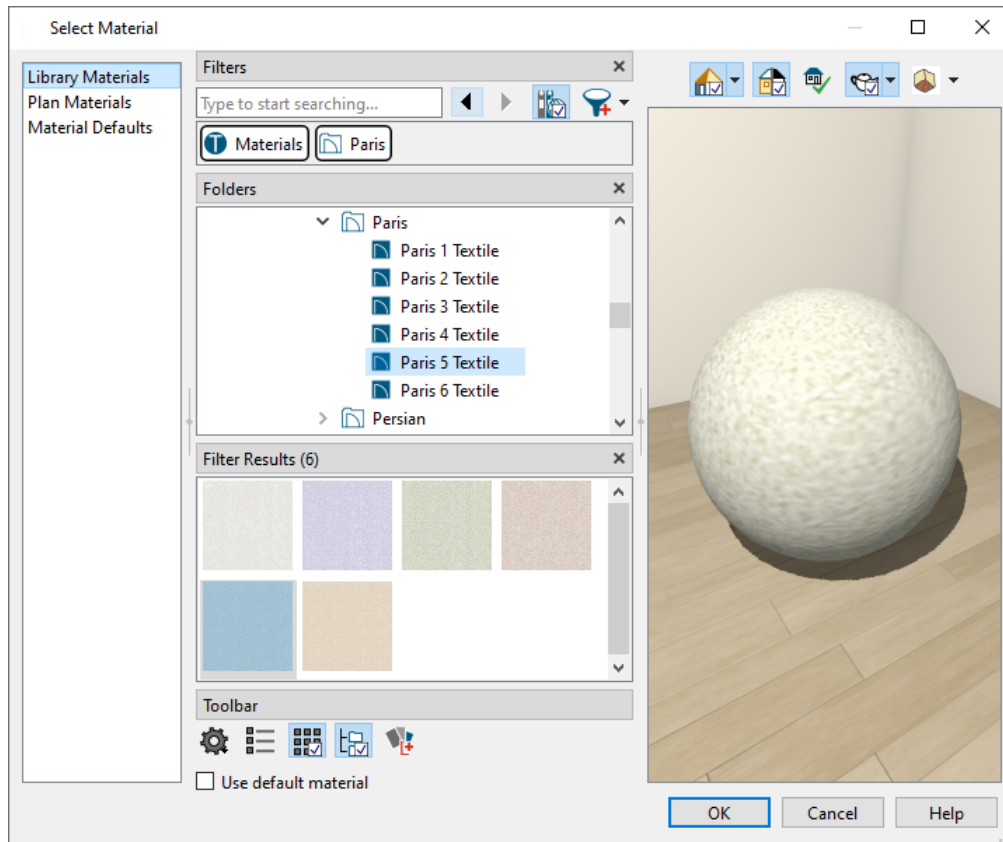 Select Material
Library Materials
Plan Materials
Material Defaults
Filters
Type to start searching...
T Materials
Paris
Folders
Paris
Paris 1 Textile
Paris 2 Textile
Paris 3 Textile
Paris 4 Textile
Paris 5 Textile
Paris 6 Textile
Persian
Filter Results (6)
Toolbar
Use default material
OK
Cancel
Help